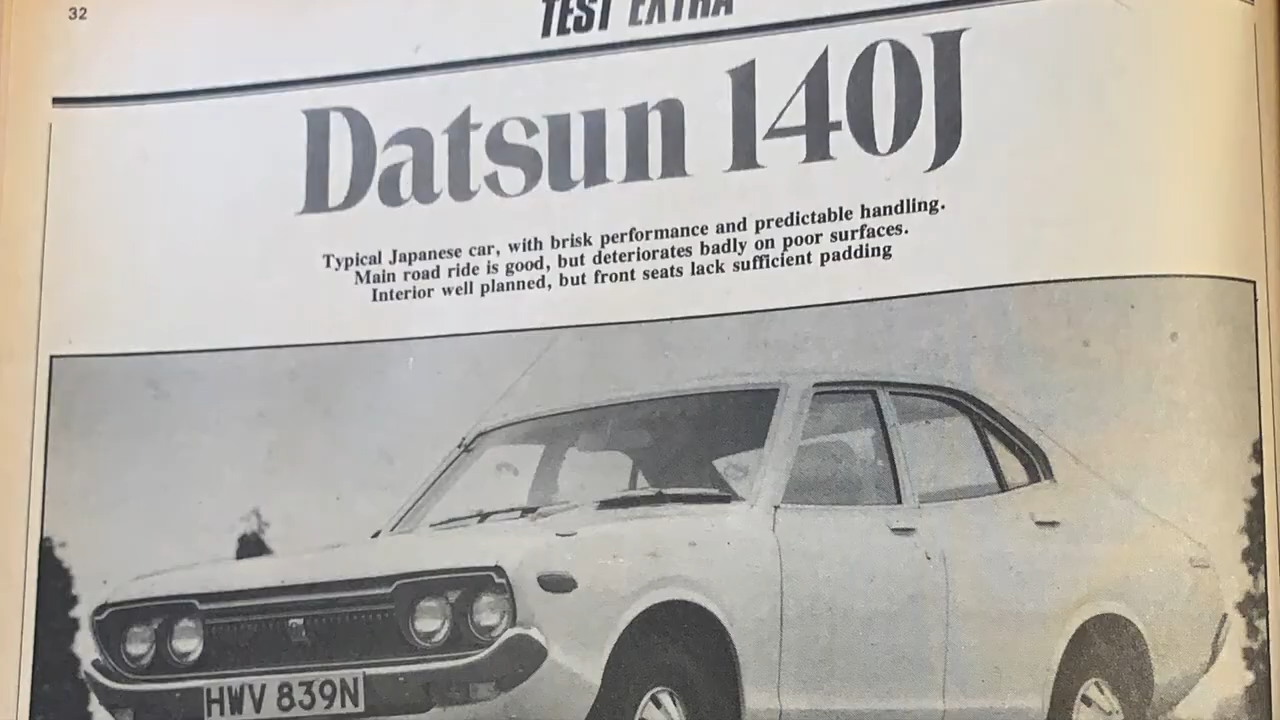 32
TEST EXTRA
Datsun 140J
Typical Japanese car, with brisk performance and predictable handling.
Main road ride is good, but deteriorates badly on poor surfaces.
Interior well planned, but front seats lack sufficient padding
HWV 839N